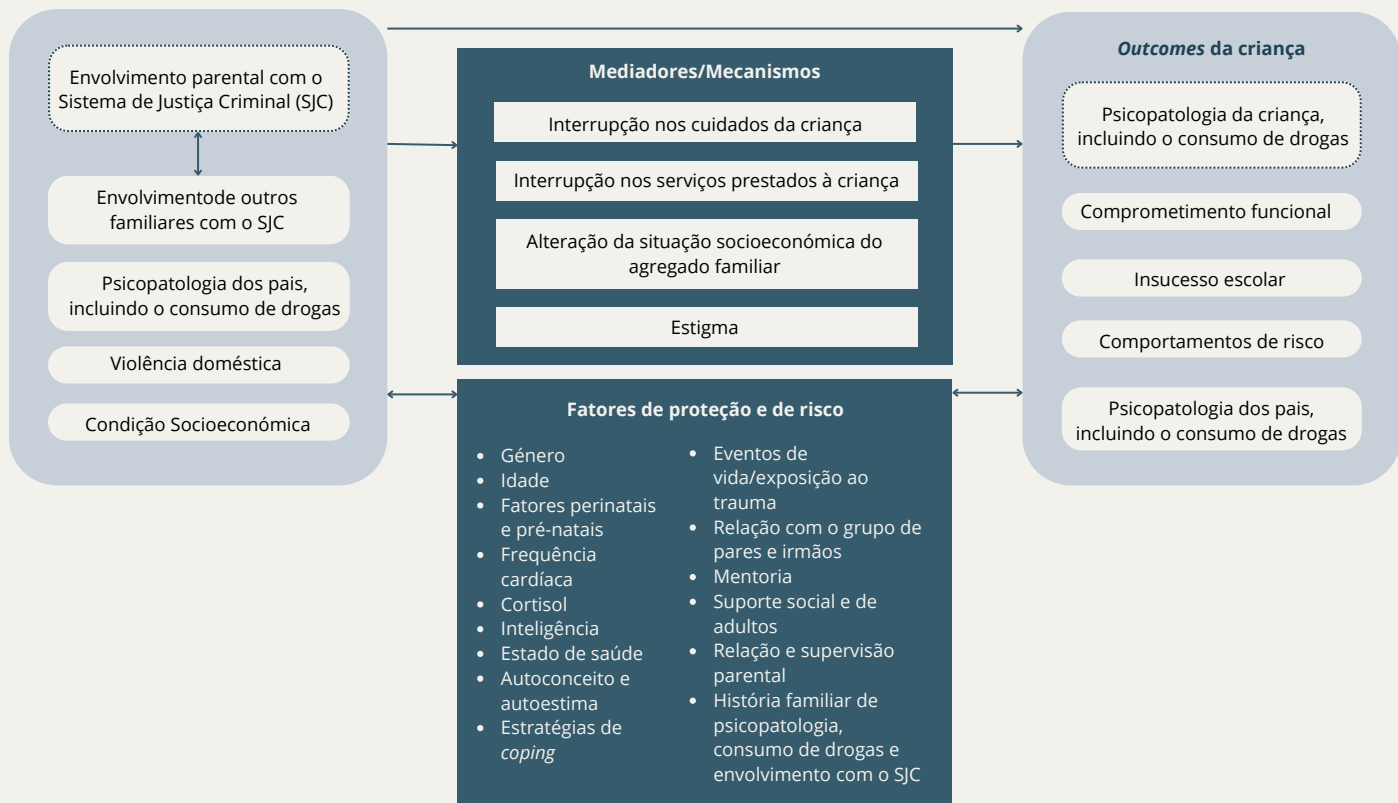 Envolvimento parental com o
Sistema de Justiça Criminal (SJC)
Envolvimentode outros
familiares com o SJC
Psicopatologia dos pais,
incluindo o consumo de drogas
Violência doméstica
Condição Socioeconómica
Mediadores/Mecanismos
Interrupção nos cuidados da criança
Interrupção nos serviços prestados à criança
Alteração da situação socioeconómica do
agregado familiar
Estigma
Fatores de proteção e de risco
• Género
• Idade
• Fatores perinatais
e pré-natais
• Frequência
cardíaca
• Cortisol
• Inteligência
• Estado de saúde
• Autoconceito e
autoestima
• Estratégias de
coping
• Eventos de
vida/exposição ao
trauma
• Relação com o grupo de
pares e irmãos
• Mentoria
• Suporte social e de
adultos
• Relação e supervisão
parental
• História familiar de
psicopatologia,
consumo de drogas e
envolvimento com o SJC
Outcomes da criança
Psicopatologia da criança,
incluindo o consumo de drogas
Comprometimento funcional
Insucesso escolar
Comportamentos de risco
Psicopatologia dos pais,
incluindo o consumo de drogas